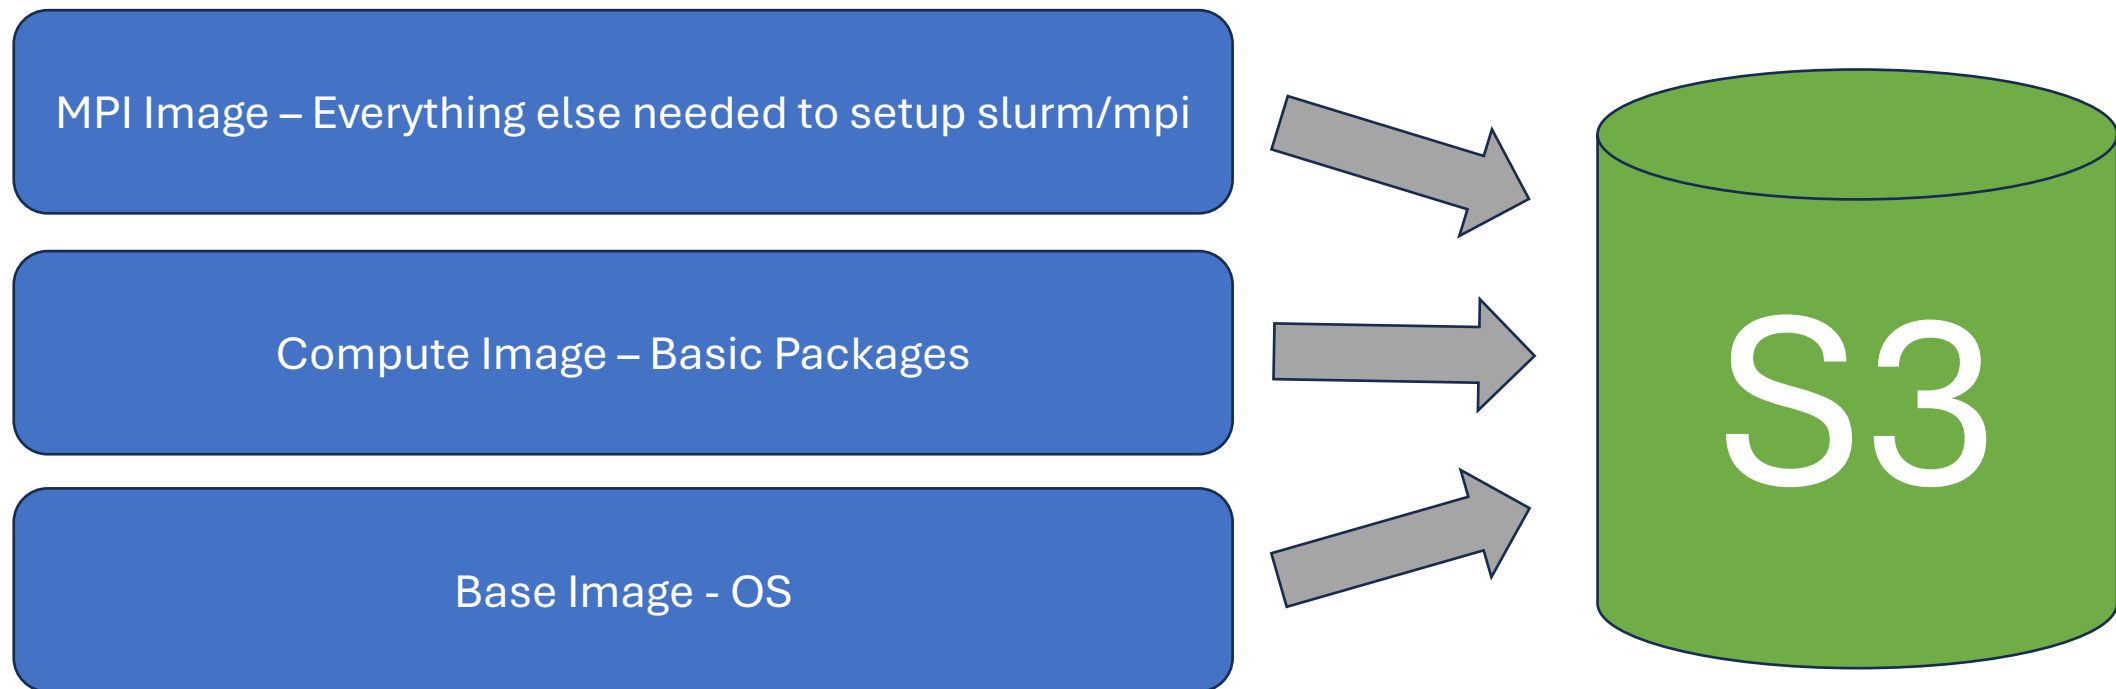 MPI Image – Everything else needed to setup slurm/mpi
Compute Image – Basic Packages
Base Image - OS
S3